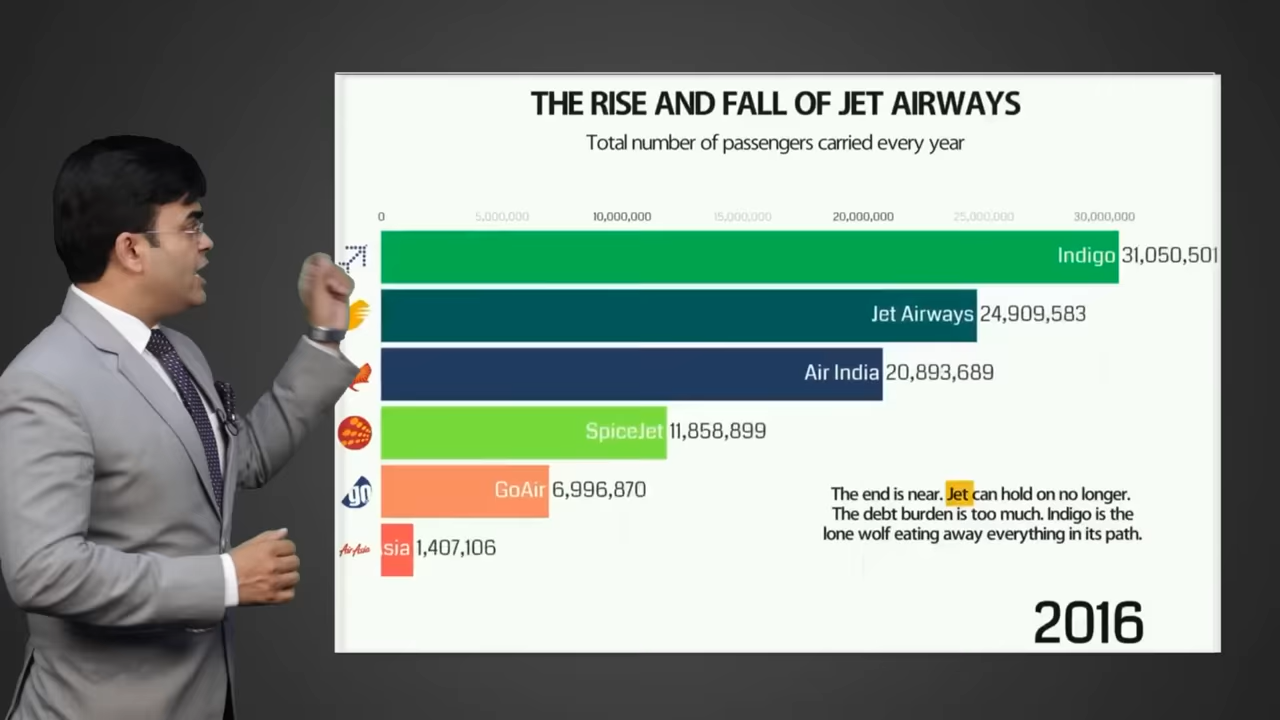 THE RISE AND FALL OF JET AIRWAYS
Total number of passengers carried every year
0 5,000,000 10,000,000 15,000,000 20,000,000 25,000,000 30,000,000
Indigo 31,050,501
Jet Airways 24,909,583
Air India 20,893,689
SpiceJet 11,858,899
go GoAir 6,996,870
AirAsia sia 1,407,106
The end is near. Jet can hold on no longer.
The debt burden is too much. Indigo is the
lone wolf eating away everything in its path.
2016